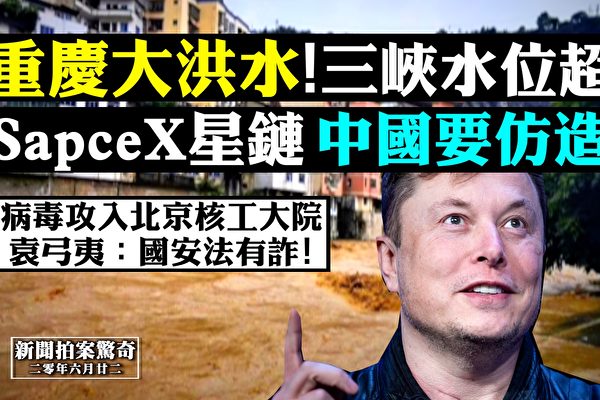 重慶大洪水!三峽水位超
SapceX星鏈 中國要仿造
病毒攻入北京核工大院
袁弓夷：國安法有詐!
新聞拍案驚奇
二零年六月廿二